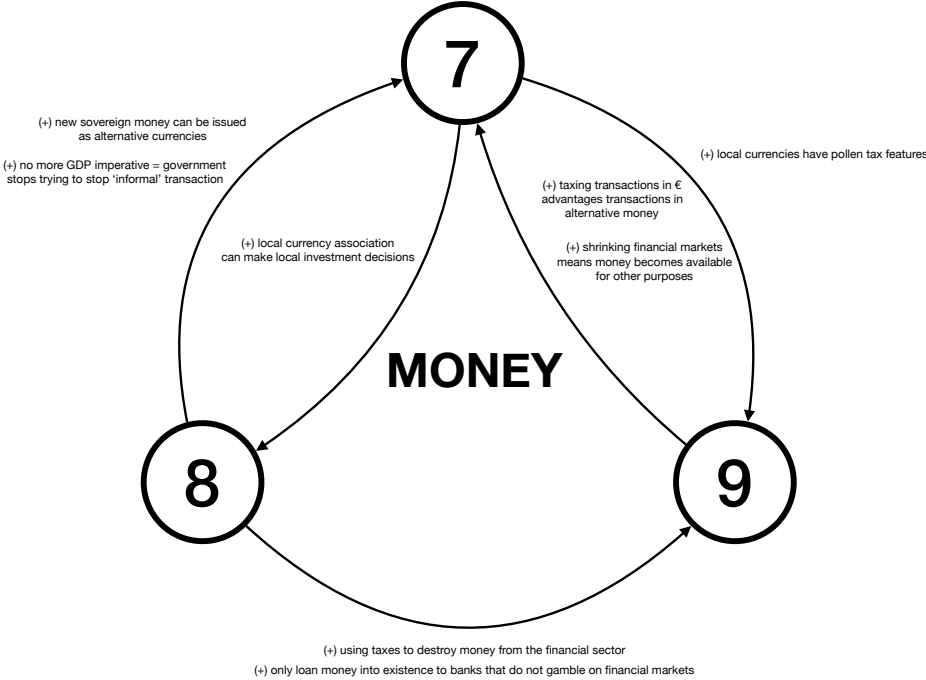 7
(+) new sovereign money can be issued
as alternative currencies
(+) no more GDP imperative = government
stops trying to stop ‘informal’ transaction
(+) local currencies have pollen tax features
(+) taxing transactions in €
advantages transactions in
alternative money
(+) local currency association
can make local investment decisions
(+) shrinking financial markets
means money becomes available
for other purposes
MONEY
8
9
(+) using taxes to destroy money from the financial sector
(+) only loan money into existence to banks that do not gamble on financial markets